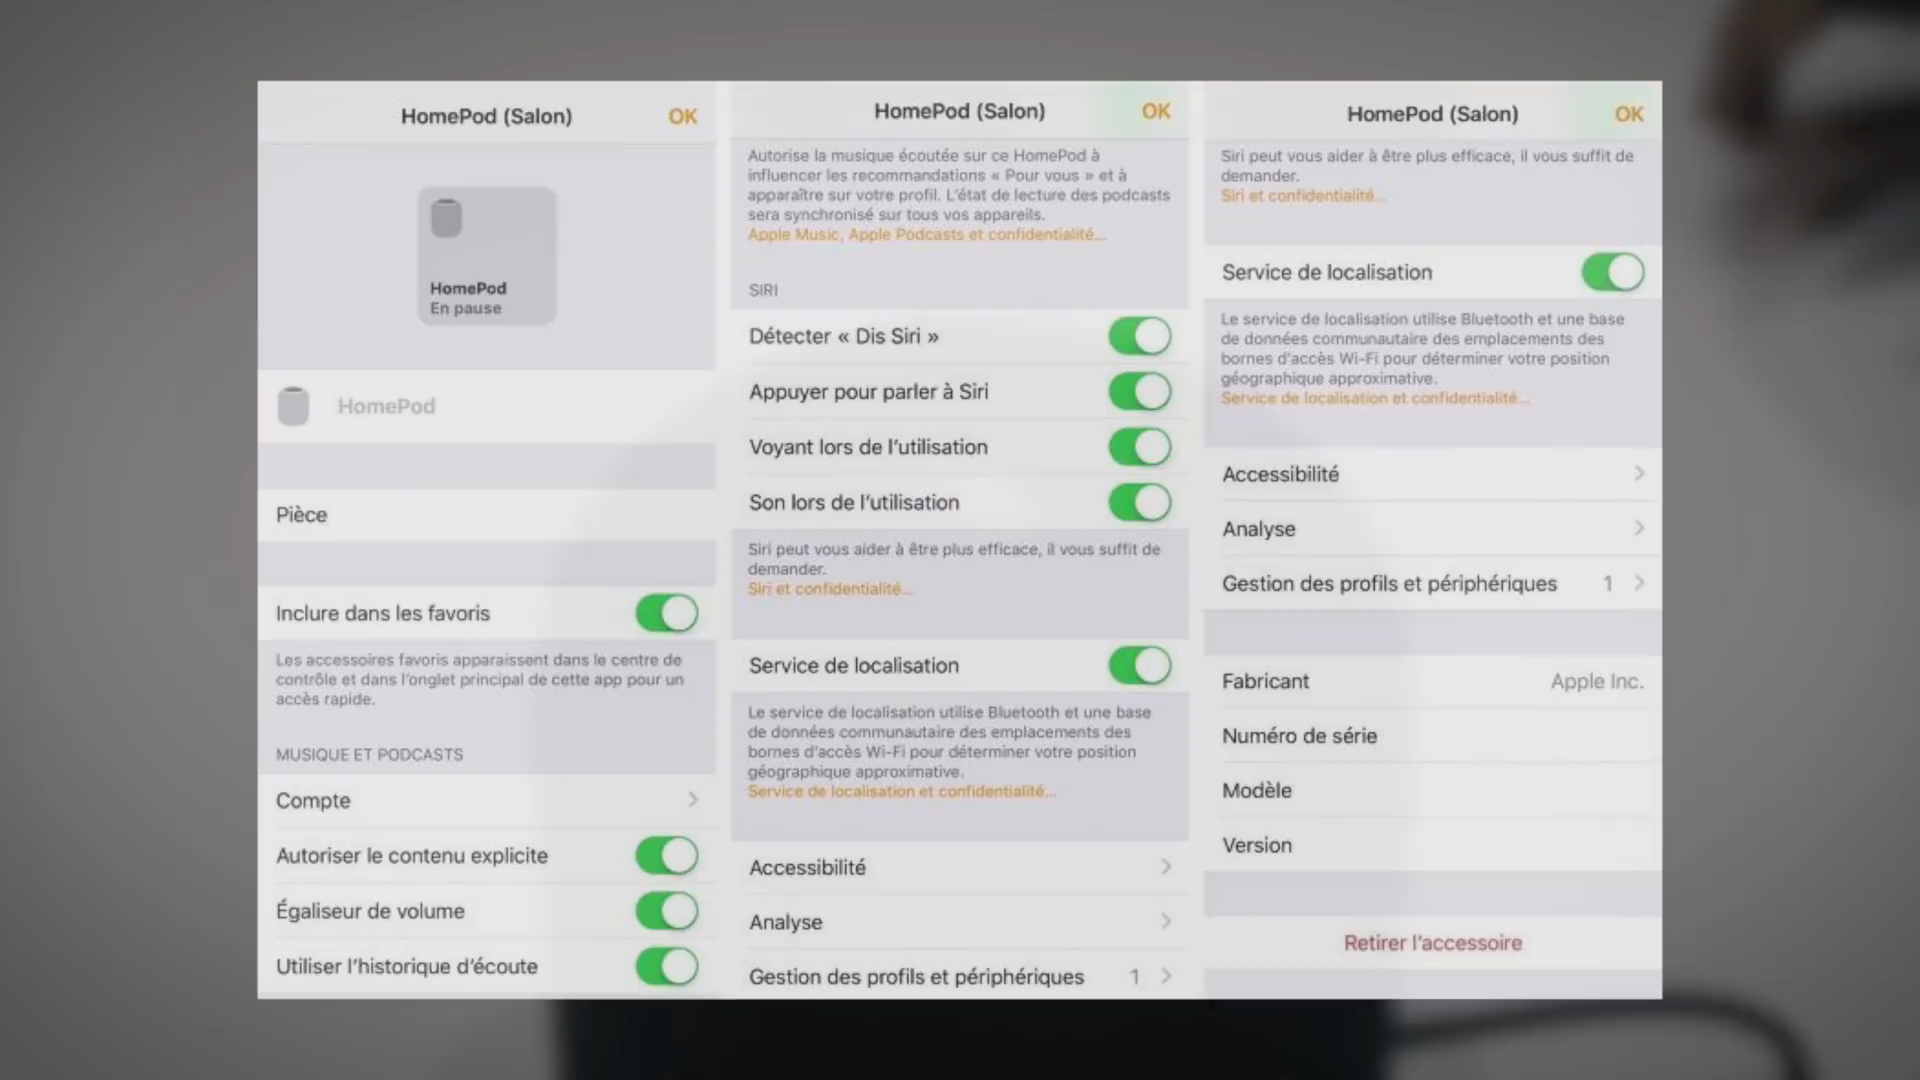 HomePod (Salon)
OK
HomePod
En pause
HomePod
Pièce
Inclure dans les favoris
Les accessoires favoris apparaissent dans le centre de
contrôle et dans l'onglet principal de cette app pour un
accès rapide.
MUSIQUE ET PODCASTS
Compte
Autoriser le contenu explicite
Égaliseur de volume
Utiliser l'historique d'écoute
HomePod (Salon)
OK
Autorise la musique écoutée sur ce HomePod à
influencer les recommandations « Pour vous » et à
apparaître sur votre profil. L'état de lecture des podcasts
sera synchronisé sur tous vos appareils.
Apple Music, Apple Podcasts et confidentialité...
SIRI
Détecter « Dis Siri »
Appuyer pour parler à Siri
Voyant lors de l'utilisation
Son lors de l'utilisation
Siri peut vous aider à être plus efficace, il vous suffit de
demander.
Siri et confidentialité...
Service de localisation
Le service de localisation utilise Bluetooth et une base
de données communautaire des emplacements des
bornes d'accès Wi-Fi pour déterminer votre position
géographique approximative.
Service de localisation et confidentialité...
Accessibilité
Analyse
Gestion des profils et périphériques 1
HomePod (Salon)
OK
Siri peut vous aider à être plus efficace, il vous suffit de
demander.
Siri et confidentialité...
Service de localisation
Le service de localisation utilise Bluetooth et une base
de données communautaire des emplacements des
bornes d'accès Wi-Fi pour déterminer votre position
géographique approximative.
Service de localisation et confidentialité...
Accessibilité
Analyse
Gestion des profils et périphériques 1
Fabricant Apple Inc.
Numéro de série
Modèle
Version
Retirer l'accessoire